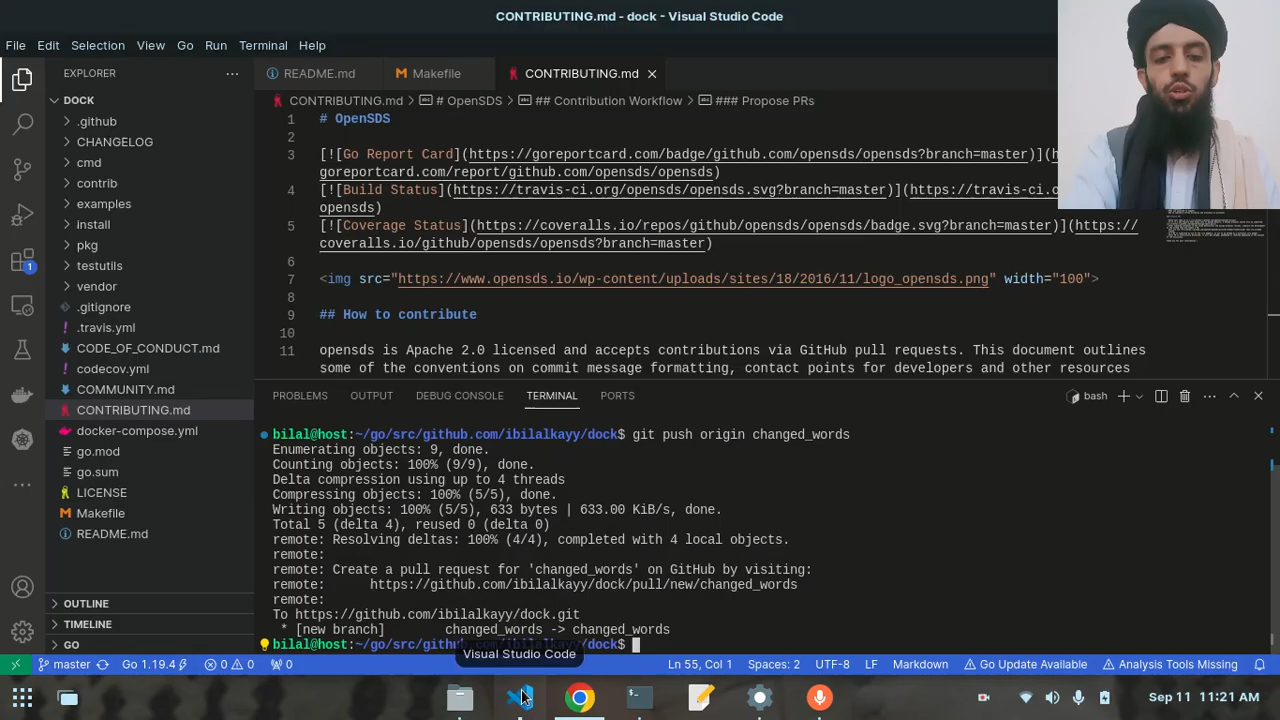 CONTRIBUTING.md - dock - Visual Studio Code
File Edit Selection View Go Run Terminal Help
EXPLORER
README.md Makefile CONTRIBUTING.md
DOCK
CONTRIBUTING.md > # OpenSDS > ## Contribution Workflow > ### Propose PRs
.github
CHANGELOG
cmd
contrib
examples
install
pkg
testutils
vendor
.gitignore
.travis.yml
CODE_OF_CONDUCT.md
codecov.yml
COMMUNITY.md
CONTRIBUTING.md
docker-compose.yml
go.mod
go.sum
LICENSE
Makefile
README.md
OUTLINE
TIMELINE
GO
1
1 # OpenSDS
2
3 [![Go Report Card](https://goreportcard.com/badge/github.com/opensds/opensds?branch=master)](h
goreportcard.com/report/github.com/opensds/opensds)
4 [![Build Status](https://travis-ci.org/opensds/opensds.svg?branch=master)](https://travis-ci.o
opensds)
5 [![Coverage Status](https://coveralls.io/repos/github/opensds/opensds/badge.svg?branch=master)](https://
coveralls.io/github/opensds/opensds?branch=master)
6
7 <img src="https://www.opensds.io/wp-content/uploads/sites/18/2016/11/logo_opensds.png" width="100">
8
9 ## How to contribute
10
11 opensds is Apache 2.0 licensed and accepts contributions via GitHub pull requests. This document outlines
some of the conventions on commit message formatting, contact points for developers and other resources
PROBLEMS OUTPUT DEBUG CONSOLE TERMINAL PORTS
bash
bilal@host:~/go/src/github.com/ibilalkayy/dock$ git push origin changed_words
Enumerating objects: 9, done.
Counting objects: 100% (9/9), done.
Delta compression using up to 4 threads
Compressing objects: 100% (5/5), done.
Writing objects: 100% (5/5), 633 bytes | 633.00 KiB/s, done.
Total 5 (delta 4), reused 0 (delta 0)
remote: Resolving deltas: 100% (4/4), completed with 4 local objects.
remote:
remote: Create a pull request for 'changed_words' on GitHub by visiting:
remote: https://github.com/ibilalkayy/dock/pull/new/changed_words
remote:
To https://github.com/ibilalkayy/dock.git
* [new branch] changed_words -> changed_words
bilal@host:~/go/src/github.com/ibilalkayy/dock$
Visual Studio Code
master Go 1.19.4 0 0 0 Ln 55, Col 1 Spaces: 2 UTF-8 LF Markdown Go Update Available Analysis Tools Missing
Sep 11 11:21 AM